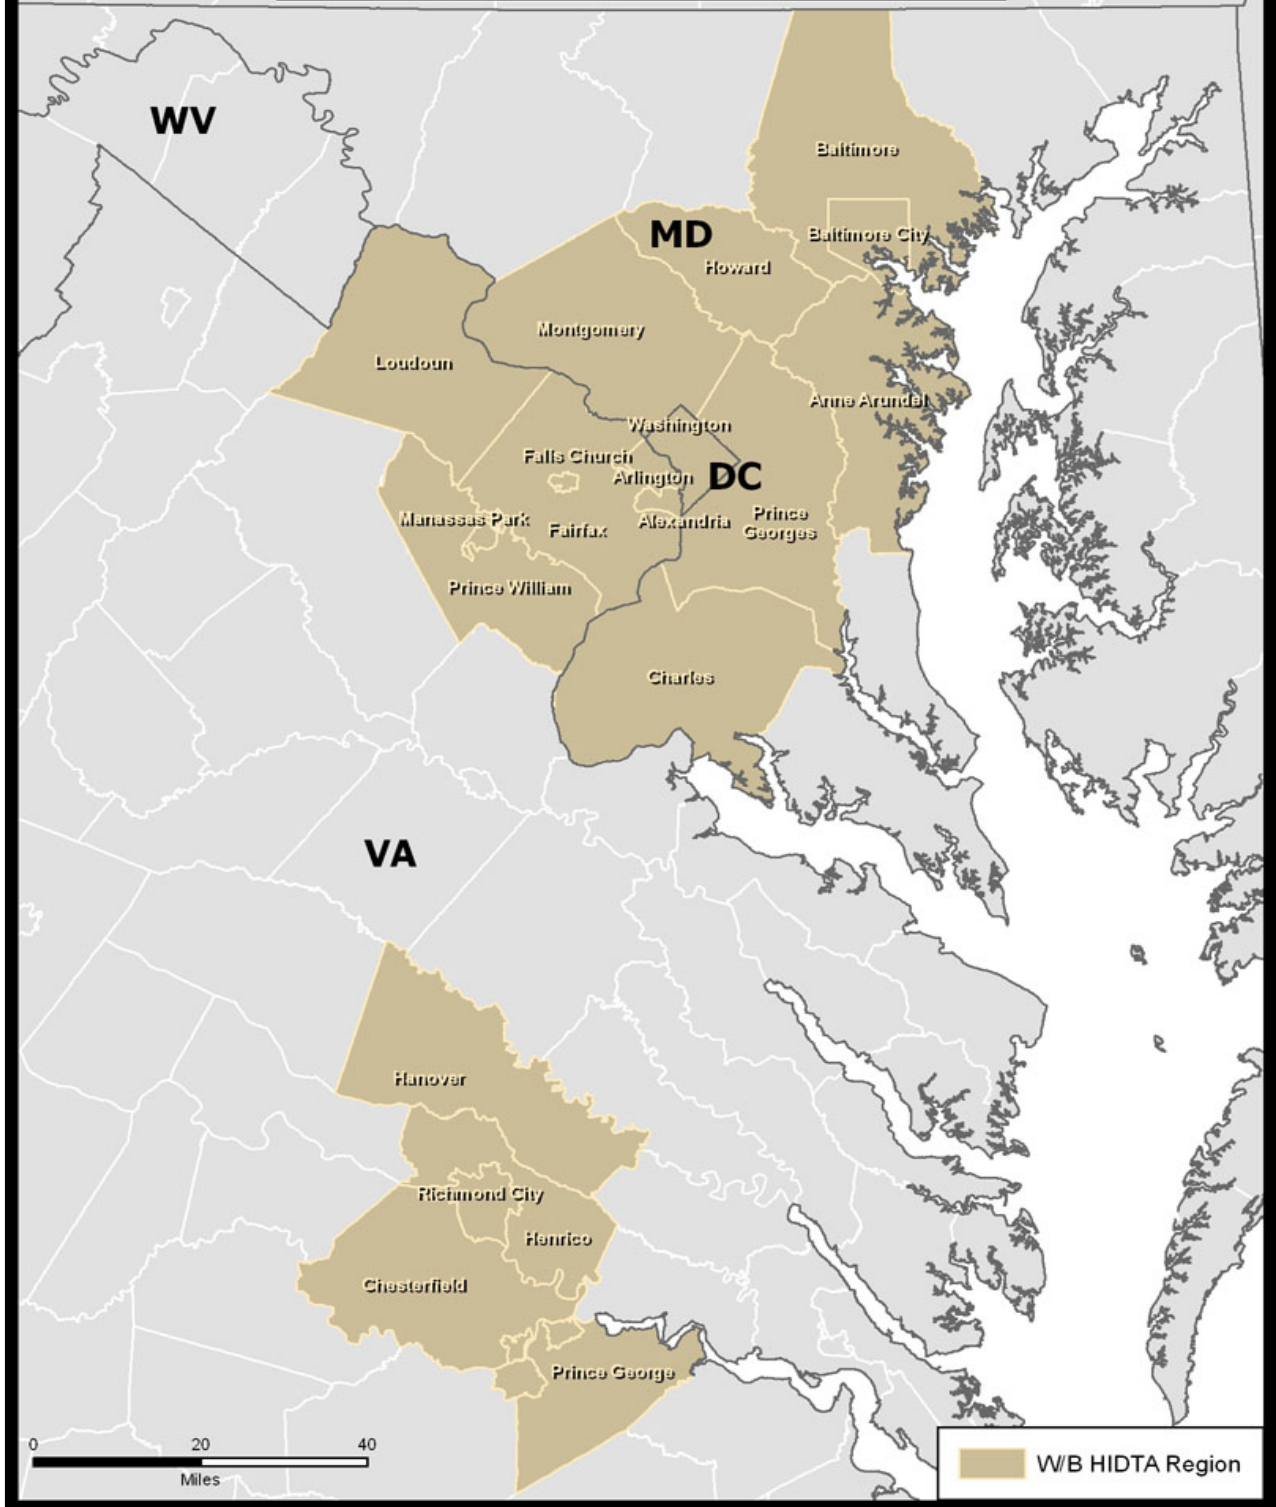 WV
Baltimore
Baltimore City
MD
Howard
Montgomery
Loudoun
Anne Arundel
Washington
Falls Church
Arlington
DC
Manassas Park
Fairfax
Alexandria
Prince
Georges
Prince William
Charles
VA
Hanover
Richmond City
Henrico
Chesterfield
Prince George
0 20 40
Miles
W/B HIDTA Region